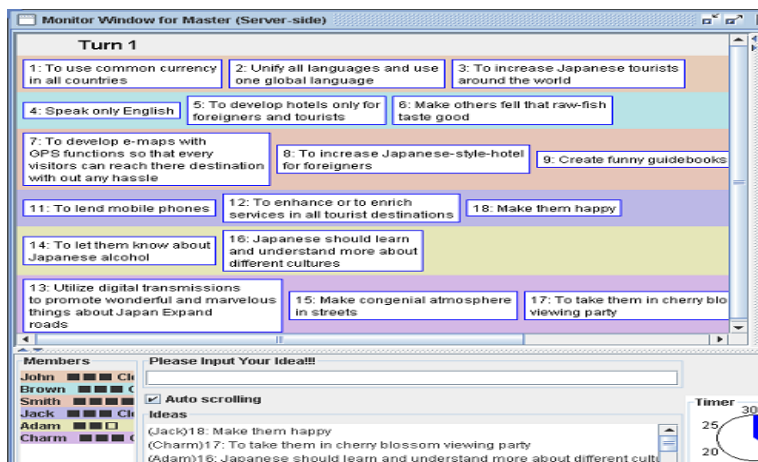 Monitor Window for Master (Server-side)
Turn 1
1: To use common currency
in all countries
2: Unify all languages and use
one global language
3: To increase Japanese tourists
around the world
4: Speak only English
5: To develop hotels only for
foreigners and tourists
6: Make others fell that raw-fish
taste good
7: To develop e-maps with
GPS functions so that every
visitors can reach there destination
with out any hassle
8: To increase Japanese-style-hotel
for foreigners
9: Create funny guidebooks
11: To lend mobile phones
12: To enhance or to enrich
services in all tourist destinations
18: Make them happy
14: To let them know about
Japanese alcohol
16: Japanese should learn
and understand more about
different cultures
13: Utilize digital transmissions
to promote wonderful and marvelous
things about Japan Expand
roads
15: Make congenial atmosphere
in streets
17: To take them in cherry blo
viewing party
Members
John
Brown
Smith
Jack
Adam
Charm
Please Input Your Idea!!!
Auto scrolling
Ideas
(Jack)18: Make them happy
(Charm)17: To take them in cherry blossom viewing party
(Adam)16: Japanese should learn and understand more about different cult
Timer
30
25
20